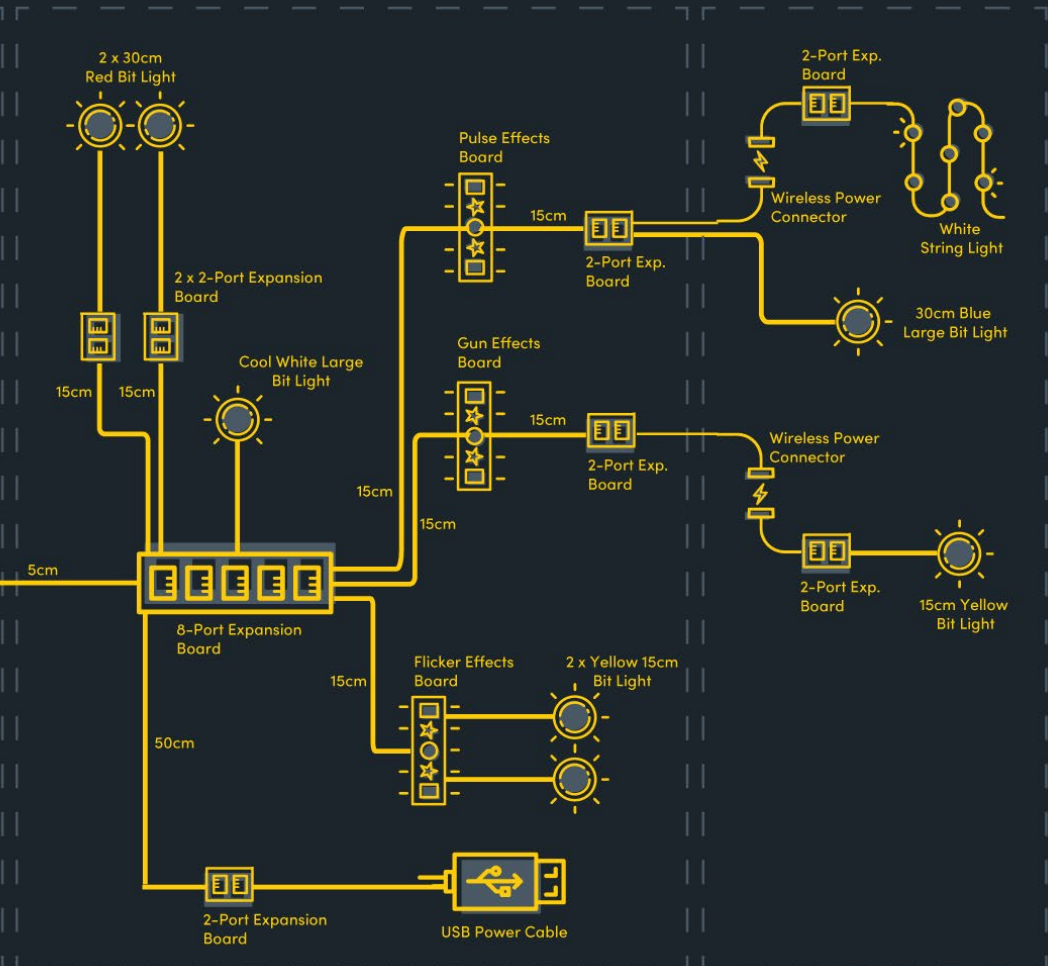 2 x 30cm
Red Bit Light
2-Port Exp.
Board
Pulse Effects
Board
15cm
Wireless Power
Connector
White
String Light
2-Port Exp.
Board
2 x 2-Port Expansion
Board
30cm Blue
Large Bit Light
Gun Effects
Board
Cool White Large
Bit Light
15cm
15cm
15cm
Wireless Power
Connector
2-Port Exp.
Board
15cm
15cm
5cm
2-Port Exp.
Board
15cm Yellow
Bit Light
8-Port Expansion
Board
Flicker Effects
Board
2 x Yellow 15cm
Bit Light
15cm
50cm
2-Port Expansion
Board
USB Power Cable